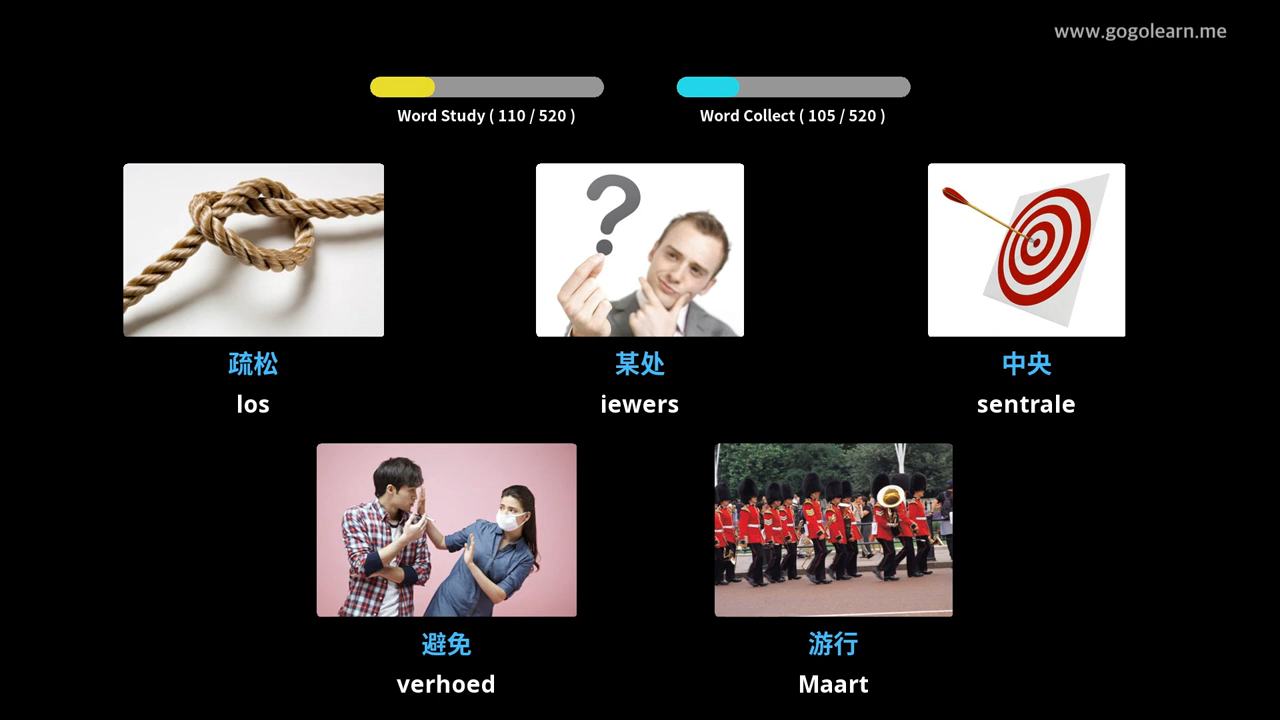 www.gogolearn.me
Word Study ( 110 / 520 )
Word Collect ( 105 / 520 )
疏松
某处
中央
los
iewers
sentrale
避免
游行
verhoed
Maart